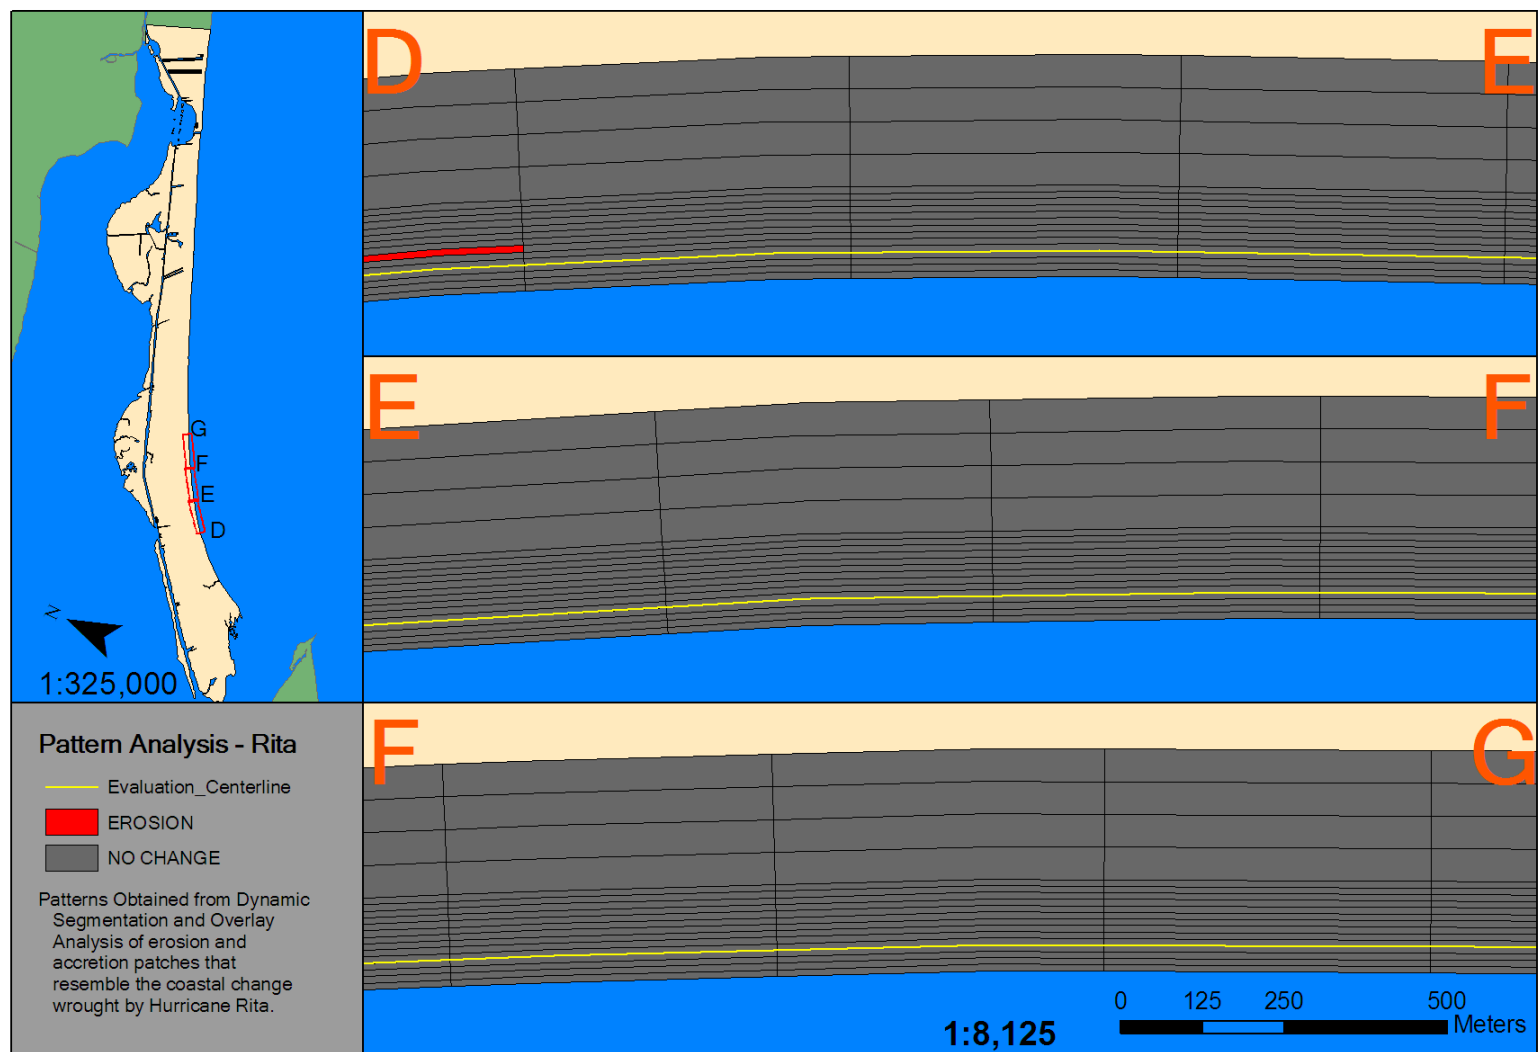 D
E
G
F
E
D
N
1:325,000
E
F
Pattern Analysis - Rita
Evaluation_Centerline
EROSION
NO CHANGE
Patterns Obtained from Dynamic
Segmentation and Overlay
Analysis of erosion and
accretion patches that
resemble the coastal change
wrought by Hurricane Rita.
F
G
0 125 250 500
Meters
1:8,125